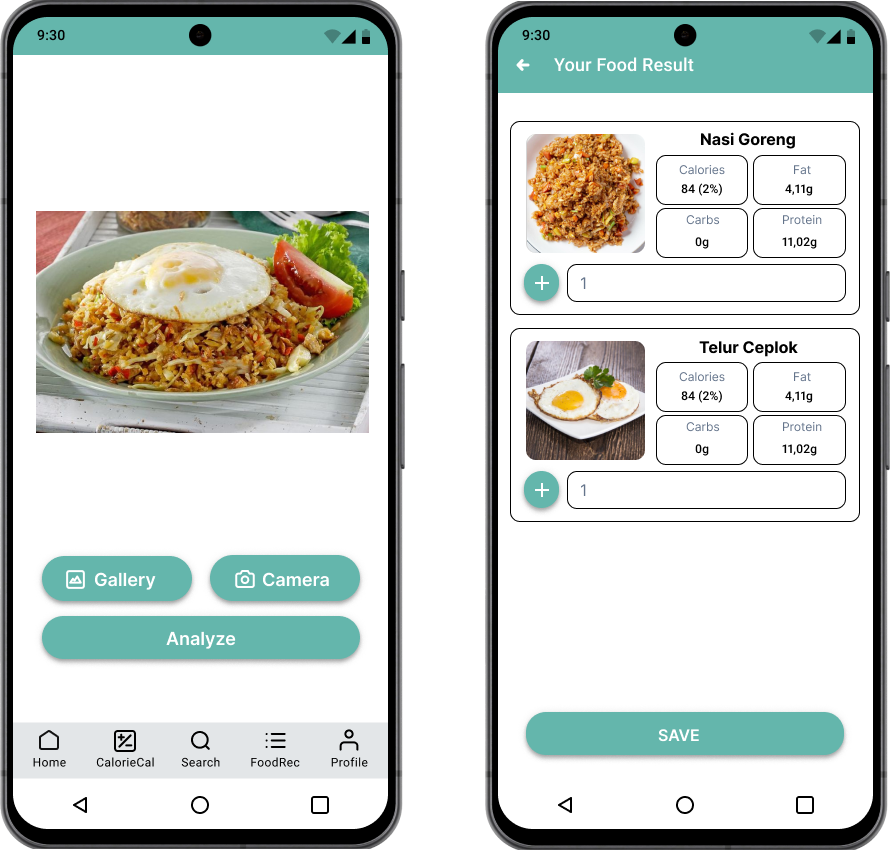 9:30
Gallery
Camera
Analyze
Home
CalorieCal
Search
FoodRec
Profile
9:30
Your Food Result
Nasi Goreng
Calories
84 (2%)
Fat
4,11g
Carbs
0g
Protein
11,02g
1
Telur Ceplok
Calories
84 (2%)
Fat
4,11g
Carbs
0g
Protein
11,02g
1
SAVE